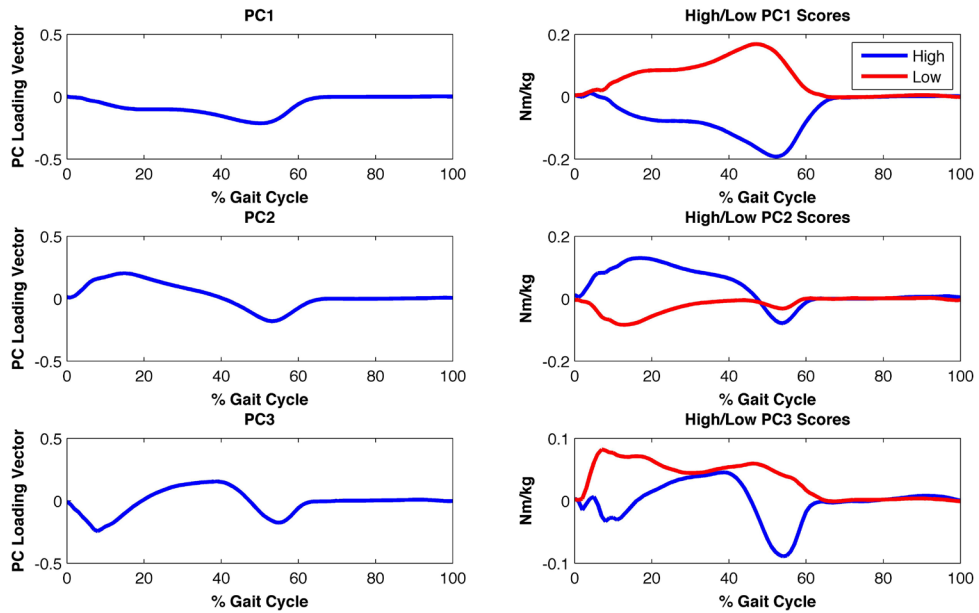 PC1
High/Low PC1 Scores
PC Loading Vector
0.5
0
-0.5
0 20 40 60 80 100
% Gait Cycle
Nm/kg
0.2
0
-0.2
0 20 40 60 80 100
% Gait Cycle
High
Low
PC2
High/Low PC2 Scores
PC Loading Vector
0.5
0
-0.5
0 20 40 60 80 100
% Gait Cycle
Nm/kg
0.2
0
-0.2
0 20 40 60 80 100
% Gait Cycle
PC3
High/Low PC3 Scores
PC Loading Vector
0.5
0
-0.5
0 20 40 60 80 100
% Gait Cycle
Nm/kg
0.1
0
-0.1
0 20 40 60 80 100
% Gait Cycle